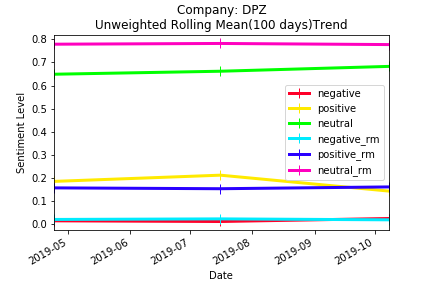 Company: DPZ
Unweighted Rolling Mean(100 days)Trend
0.8
0.7
0.6
0.5
0.4
0.3
0.2
0.1
0.0
Sentiment Level
negative
positive
neutral
negative_rm
positive_rm
neutral_rm
2019-05
2019-06
2019-07
2019-08
2019-09
2019-10
Date